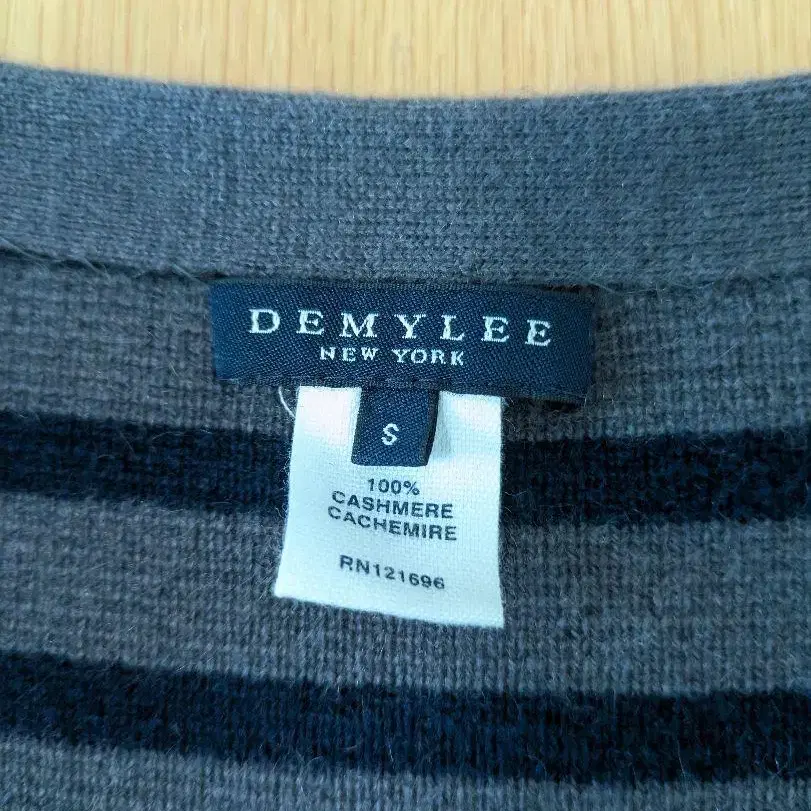 DEMYLEE
NEW YORK
S
100%
CASHMERE
CACHEMIRE
RN121696